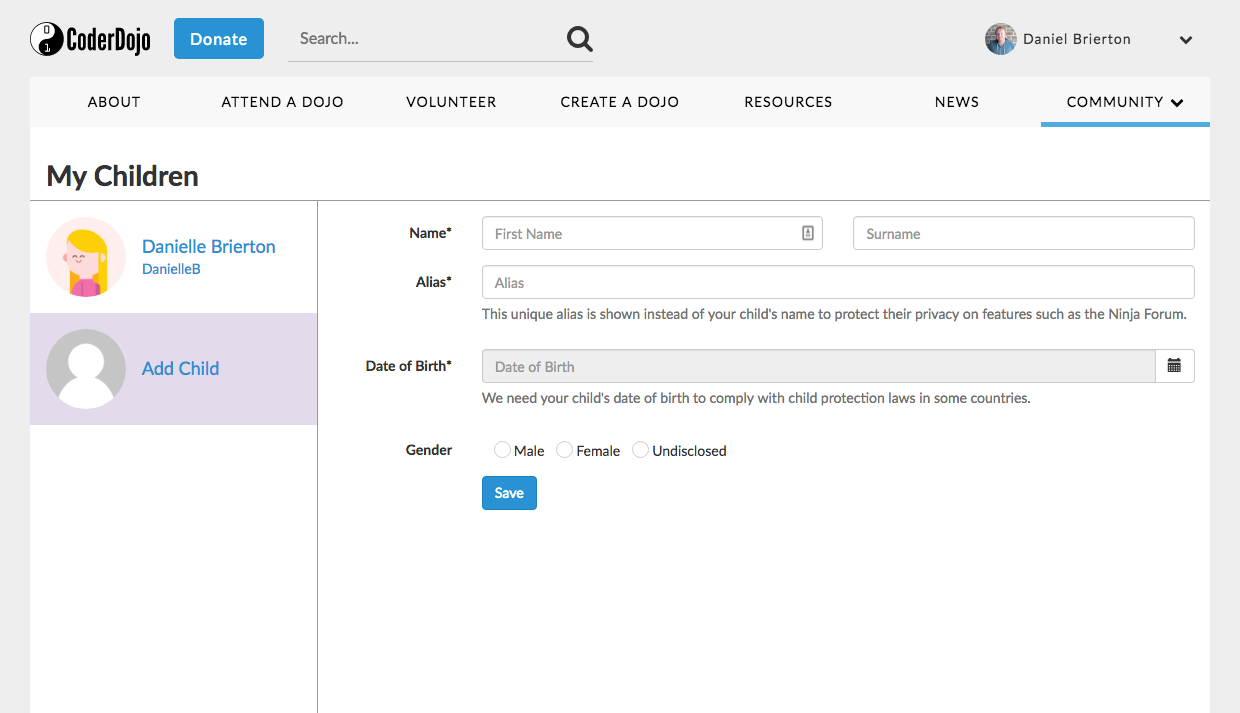 0 1 CoderDojo Donate Search... Daniel Brierton
ABOUT ATTEND A DOJO VOLUNTEER CREATE A DOJO RESOURCES NEWS COMMUNITY
My Children
Danielle Brierton
DanielleB
Add Child
Name* First Name Surname
Alias* Alias
This unique alias is shown instead of your child's name to protect their privacy on features such as the Ninja Forum.
Date of Birth* Date of Birth
We need your child's date of birth to comply with child protection laws in some countries.
Gender Male Female Undisclosed
Save